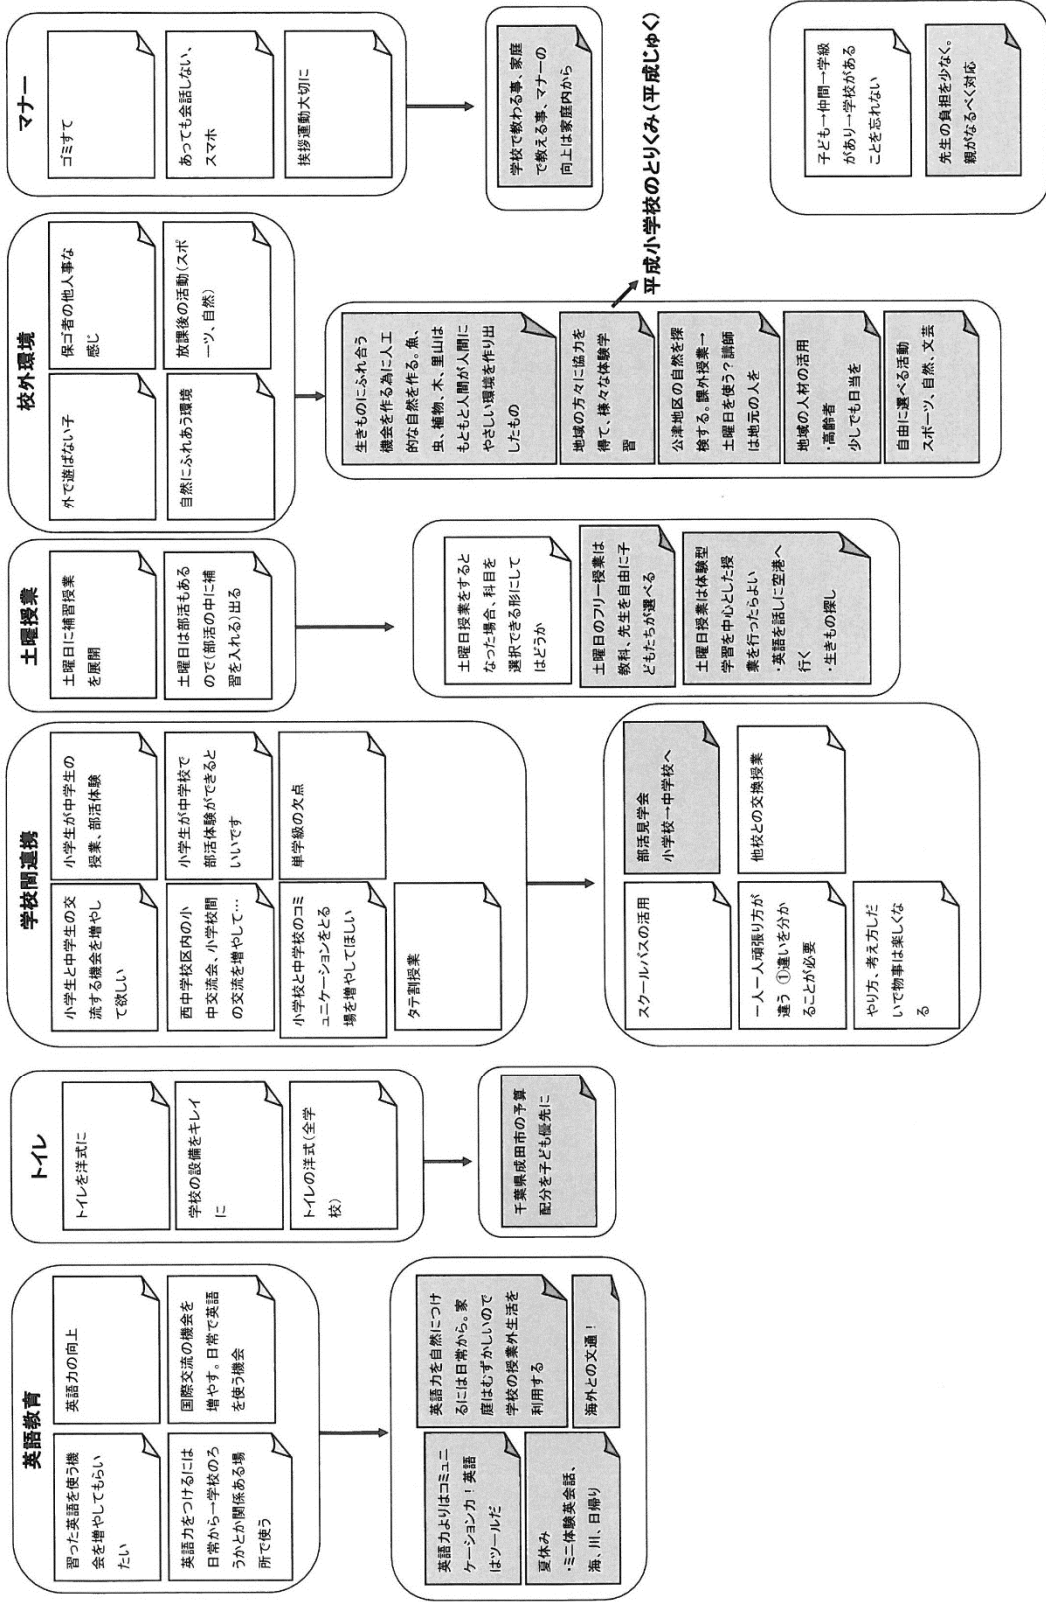 英語教育
習った英語を使う機
会を増やしてもらい
たい
英語力の向上
英語力をつけるには
日常から→学校のろ
うかとか関係ある場
所で使う
国際交流の機会を
増やす。日常で英語
を使う機会
英語力よりはコミュニ
ケーション力！英語
はツールだ
英語力を自然につけ
るには日常から。家
庭はむずかしいので
学校の授業外生活を
利用する
夏休み
・ミニ体験英会話、
海、川、日帰り
海外との文通！
トイレ
トイレを洋式に
学校の設備をキレイ
に
トイレの洋式（全学
校）
千葉県成田市の予算
配分を子ども優先に
学校間連携
小学生と中学生の交
流する機会を増やし
て欲しい
小学生が中学生の
授業、部活体験
西中学校区内の小
中交流会、小学校間
の交流を増やして…
小学生が中学校で
部活体験ができると
いいです
小学校と中学校のコミ
ュニケーションをとる
場を増やしてほしい
単学級の欠点
タテ割授業
スクールバスの活用
部活見学会
小学校→中学校へ
一人一人頑張り方が
違う ①違いを分か
ることが必要
他校との交換授業
やり方、考え方しだ
いで物事は楽しくな
る
土曜授業
土曜日に補習授業
を展開
土曜日は部活もある
ので（部活の中に補
習を入れる）出る
土曜日授業をすると
なった場合、科目を
選択できる形にして
はどうか
土曜日のフリー授業は
教科、先生を自由に子
どもたちが選べる
土曜日授業は体験型
学習を中心とした授
業を行ったらよい
・英語を話しに空港へ
行く
・生きもの探し
校外環境
外で遊ばない子
保ゴ者の他人事な
感じ
自然にふれあう環境
放課後の活動（スポ
ーツ、自然）
生きものにふれ合う
機会を作る為に人工
的な自然を作る。魚、
虫、植物、木、里山は
もともと人間が人間に
やさしい環境を作り出
したもの
地域の方々に協力を
得て、様々な体験学
習
公津地区の自然を探
検する。課外授業→
土曜日を使う？講師
は地元の人を
地域の人材の活用
・高齢者
少しでも日当を
自由に選べる活動
スポーツ、自然、文芸
平成小学校のとりくみ（平成じゅく）
マナー
ゴミすて
あっても会話しない、
スマホ
挨拶運動大切に
学校で教わる事、家庭
で教える事、マナーの
向上は家庭内から
子ども→仲間→学級
があり→学校がある
ことを忘れない
先生の負担を少なく。
親がなるべく対応